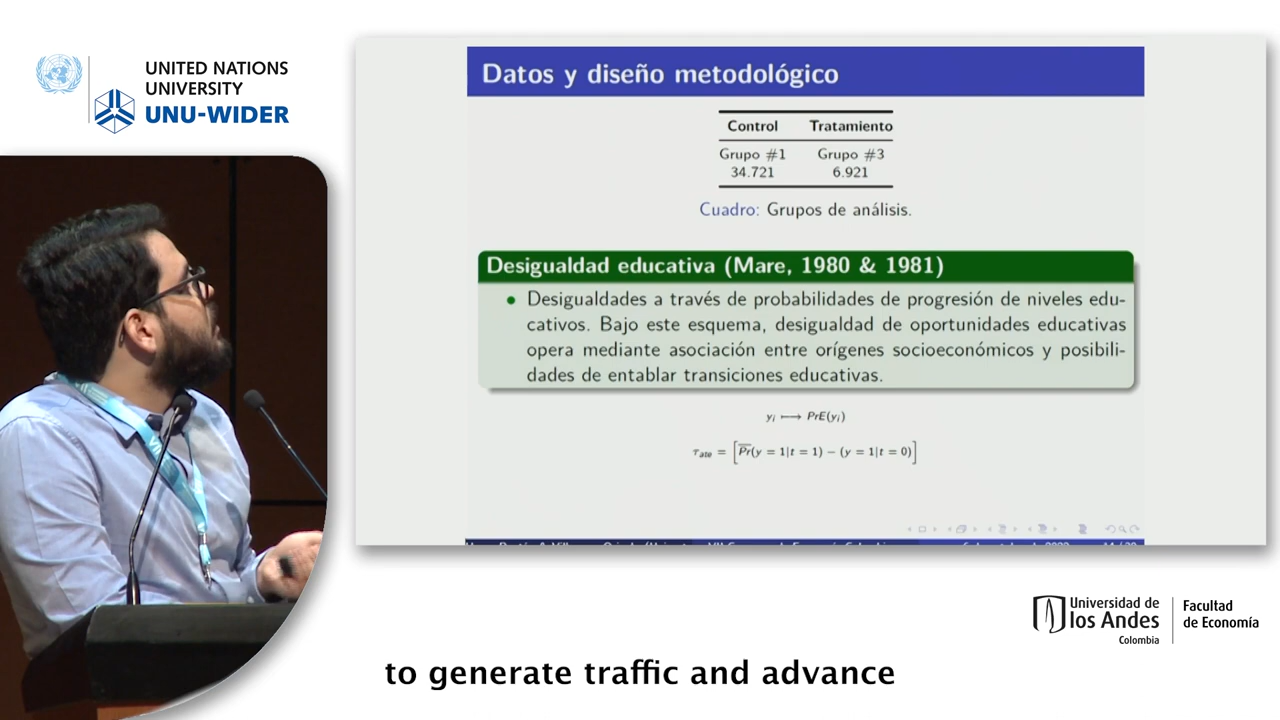 UNITED NATIONS
UNIVERSITY
UNU-WIDER
Datos y diseño metodológico
Control Tratamiento
Grupo #1 Grupo #3
34.721 6.921
Cuadro: Grupos de análisis.
Desigualdad educativa (Mare, 1980 & 1981)
• Desigualdades a través de probabilidades de progresión de niveles edu-
cativos. Bajo este esquema, desigualdad de oportunidades educativas
opera mediante asociación entre orígenes socioeconómicos y posibili-
dades de entablar transiciones educativas.
yᵢ ⟼ PrE(yᵢ)
τₐₜₑ = [P̅r̅(y = 1|t = 1) − (y = 1|t = 0)]
Universidad de
los Andes
Colombia
Facultad
de Economía
to generate traffic and advance